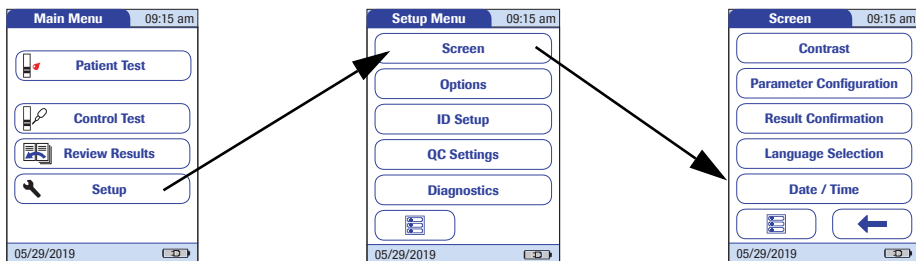 Main Menu 09:15 am
Patient Test
Control Test
Review Results
Setup
05/29/2019
Setup Menu 09:15 am
Screen
Options
ID Setup
QC Settings
Diagnostics
05/29/2019
Screen 09:15 am
Contrast
Parameter Configuration
Result Confirmation
Language Selection
Date / Time
05/29/2019